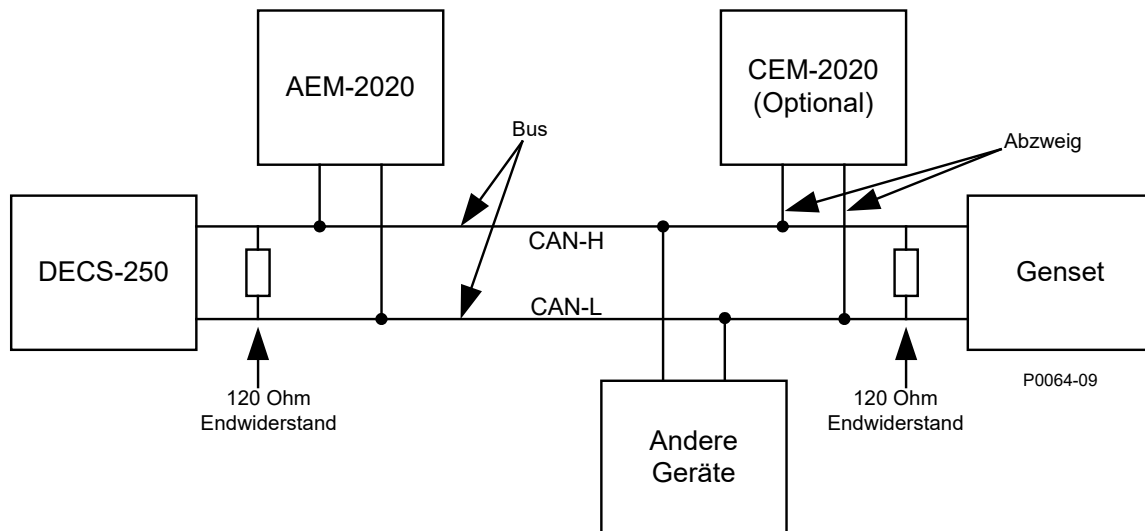 AEM-2020
CEM-2020
(Optional)
Bus
Abzweig
DECS-250
CAN-H
CAN-L
Genset
P0064-09
120 Ohm
Endwiderstand
120 Ohm
Endwiderstand
Andere
Geräte